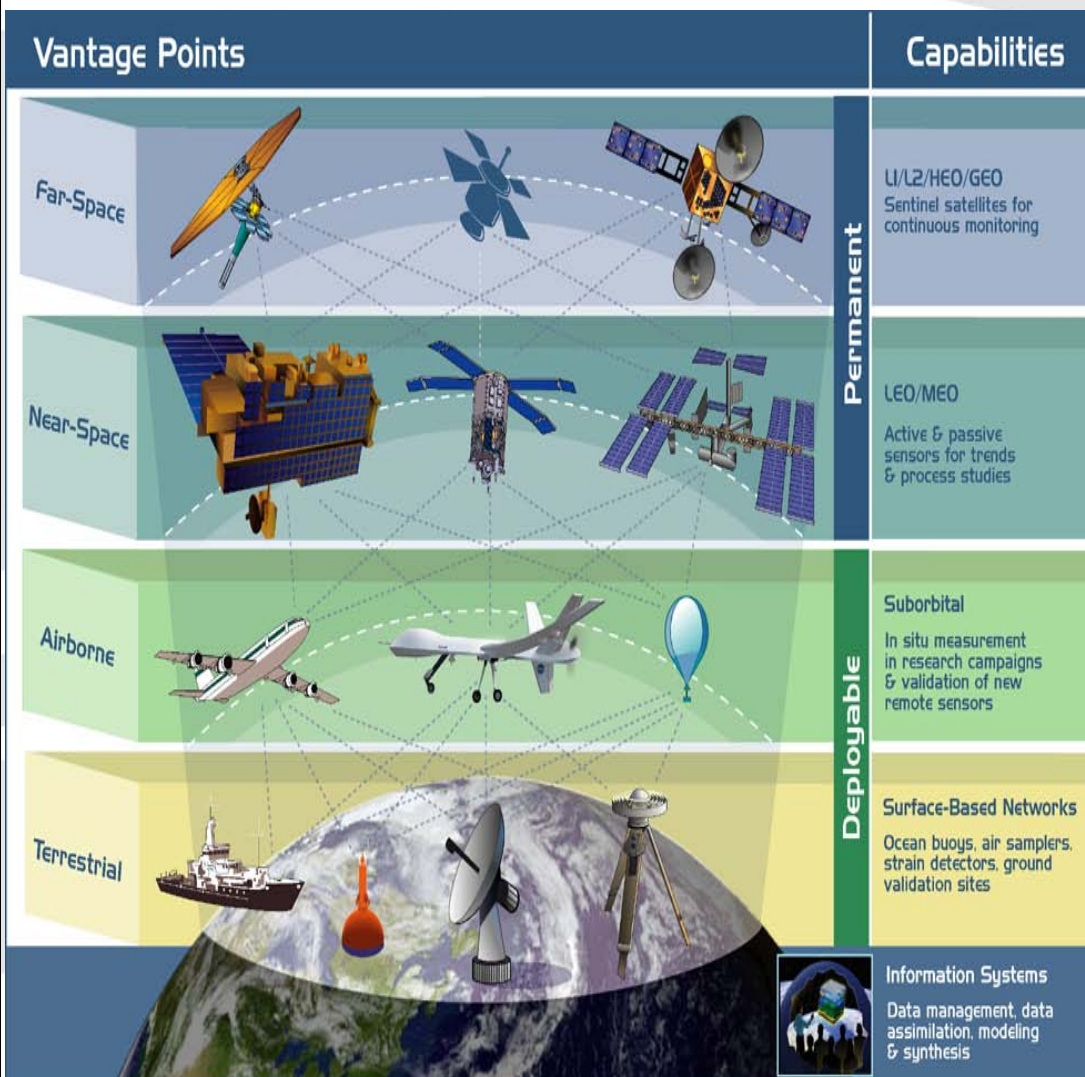 Vantage Points
Capabilities
Far-Space
Permanent
L1/L2/HEO/GEO
Sentinel satellites for
continuous monitoring
Near-Space
LEO/MEO
Active & passive
sensors for trends
& process studies
Airborne
Deployable
Suborbital
In situ measurement
in research campaigns
& validation of new
remote sensors
Terrestrial
Surface-Based Networks
Ocean buoys, air samplers,
strain detectors, ground
validation sites
Information Systems
Data management, data
assimilation, modeling
& synthesis